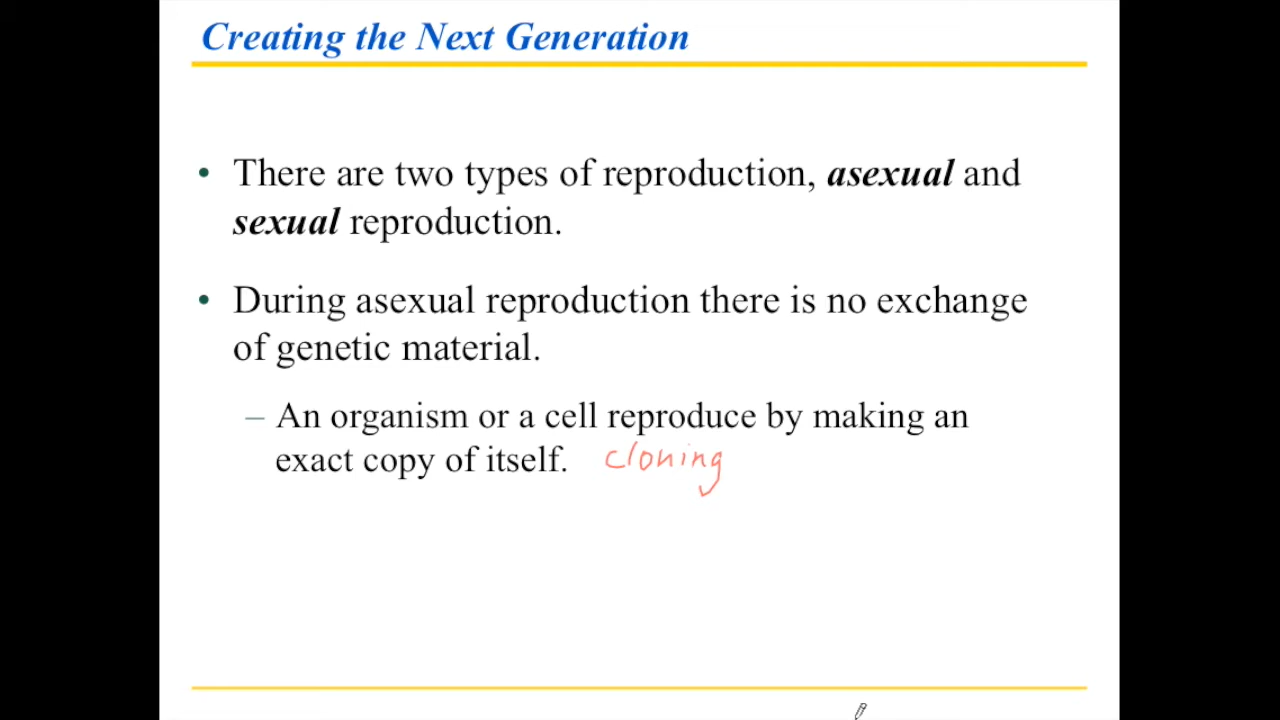 Creating the Next Generation
• There are two types of reproduction, asexual and
sexual reproduction.
• During asexual reproduction there is no exchange
of genetic material.
– An organism or a cell reproduce by making an
exact copy of itself. cloning